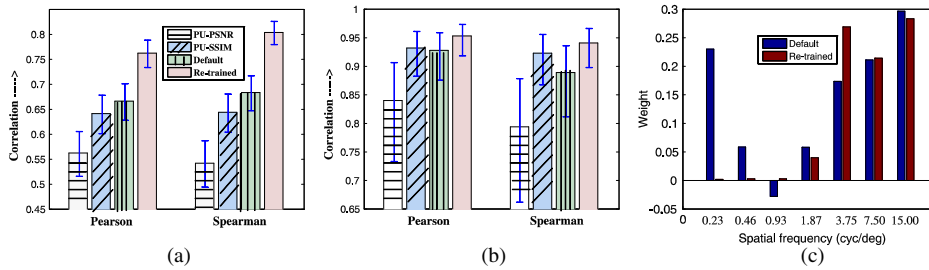 0.8
0.75
0.7
0.65
0.6
0.55
0.5
0.45
Correlation ---->
PU-PSNR
PU-SSIM
Default
Re-trained
Pearson
Spearman
(a)
1
0.95
0.9
0.85
0.8
0.75
0.7
0.65
Correlation ---->
Pearson
Spearman
(b)
0.3
0.25
0.2
0.15
0.1
0.05
0
-0.05
Weight
Default
Re-trained
0 0.23 0.46 0.93 1.87 3.75 7.50 15.00
Spatial frequency (cyc/deg)
(c)